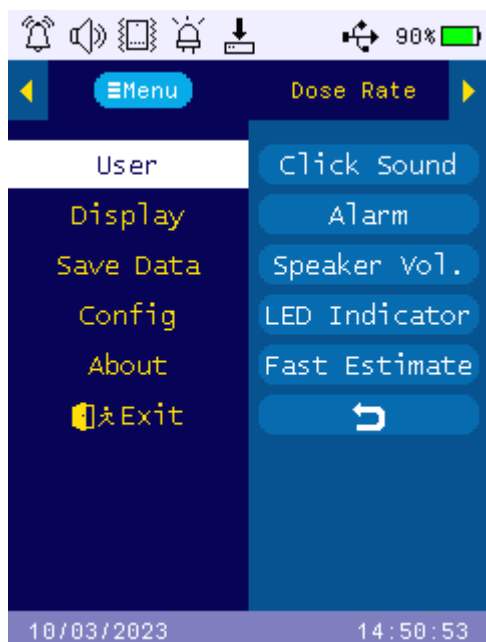 90%
Menu Dose Rate
User Click Sound
Display Alarm
Save Data Speaker Vol.
Config LED Indicator
About Fast Estimate
Exit
10/03/2023 14:50:53